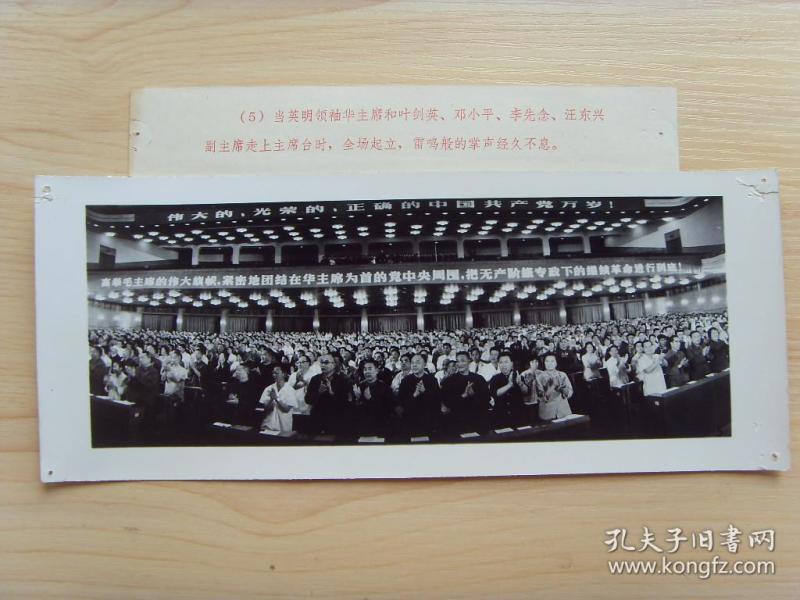 （5）当英明领袖华主席和叶剑英、邓小平、李先念、汪东兴
副主席走上主席台时，全场起立，雷鸣般的掌声经久不息。
伟大的、光荣的、正确的中国共产党万岁！
高举毛主席的伟大旗帜，紧密地团结在华主席为首的党中央周围，把无产阶级专政下的继续革命进行到底！
孔夫子旧书网
www.kongfz.com